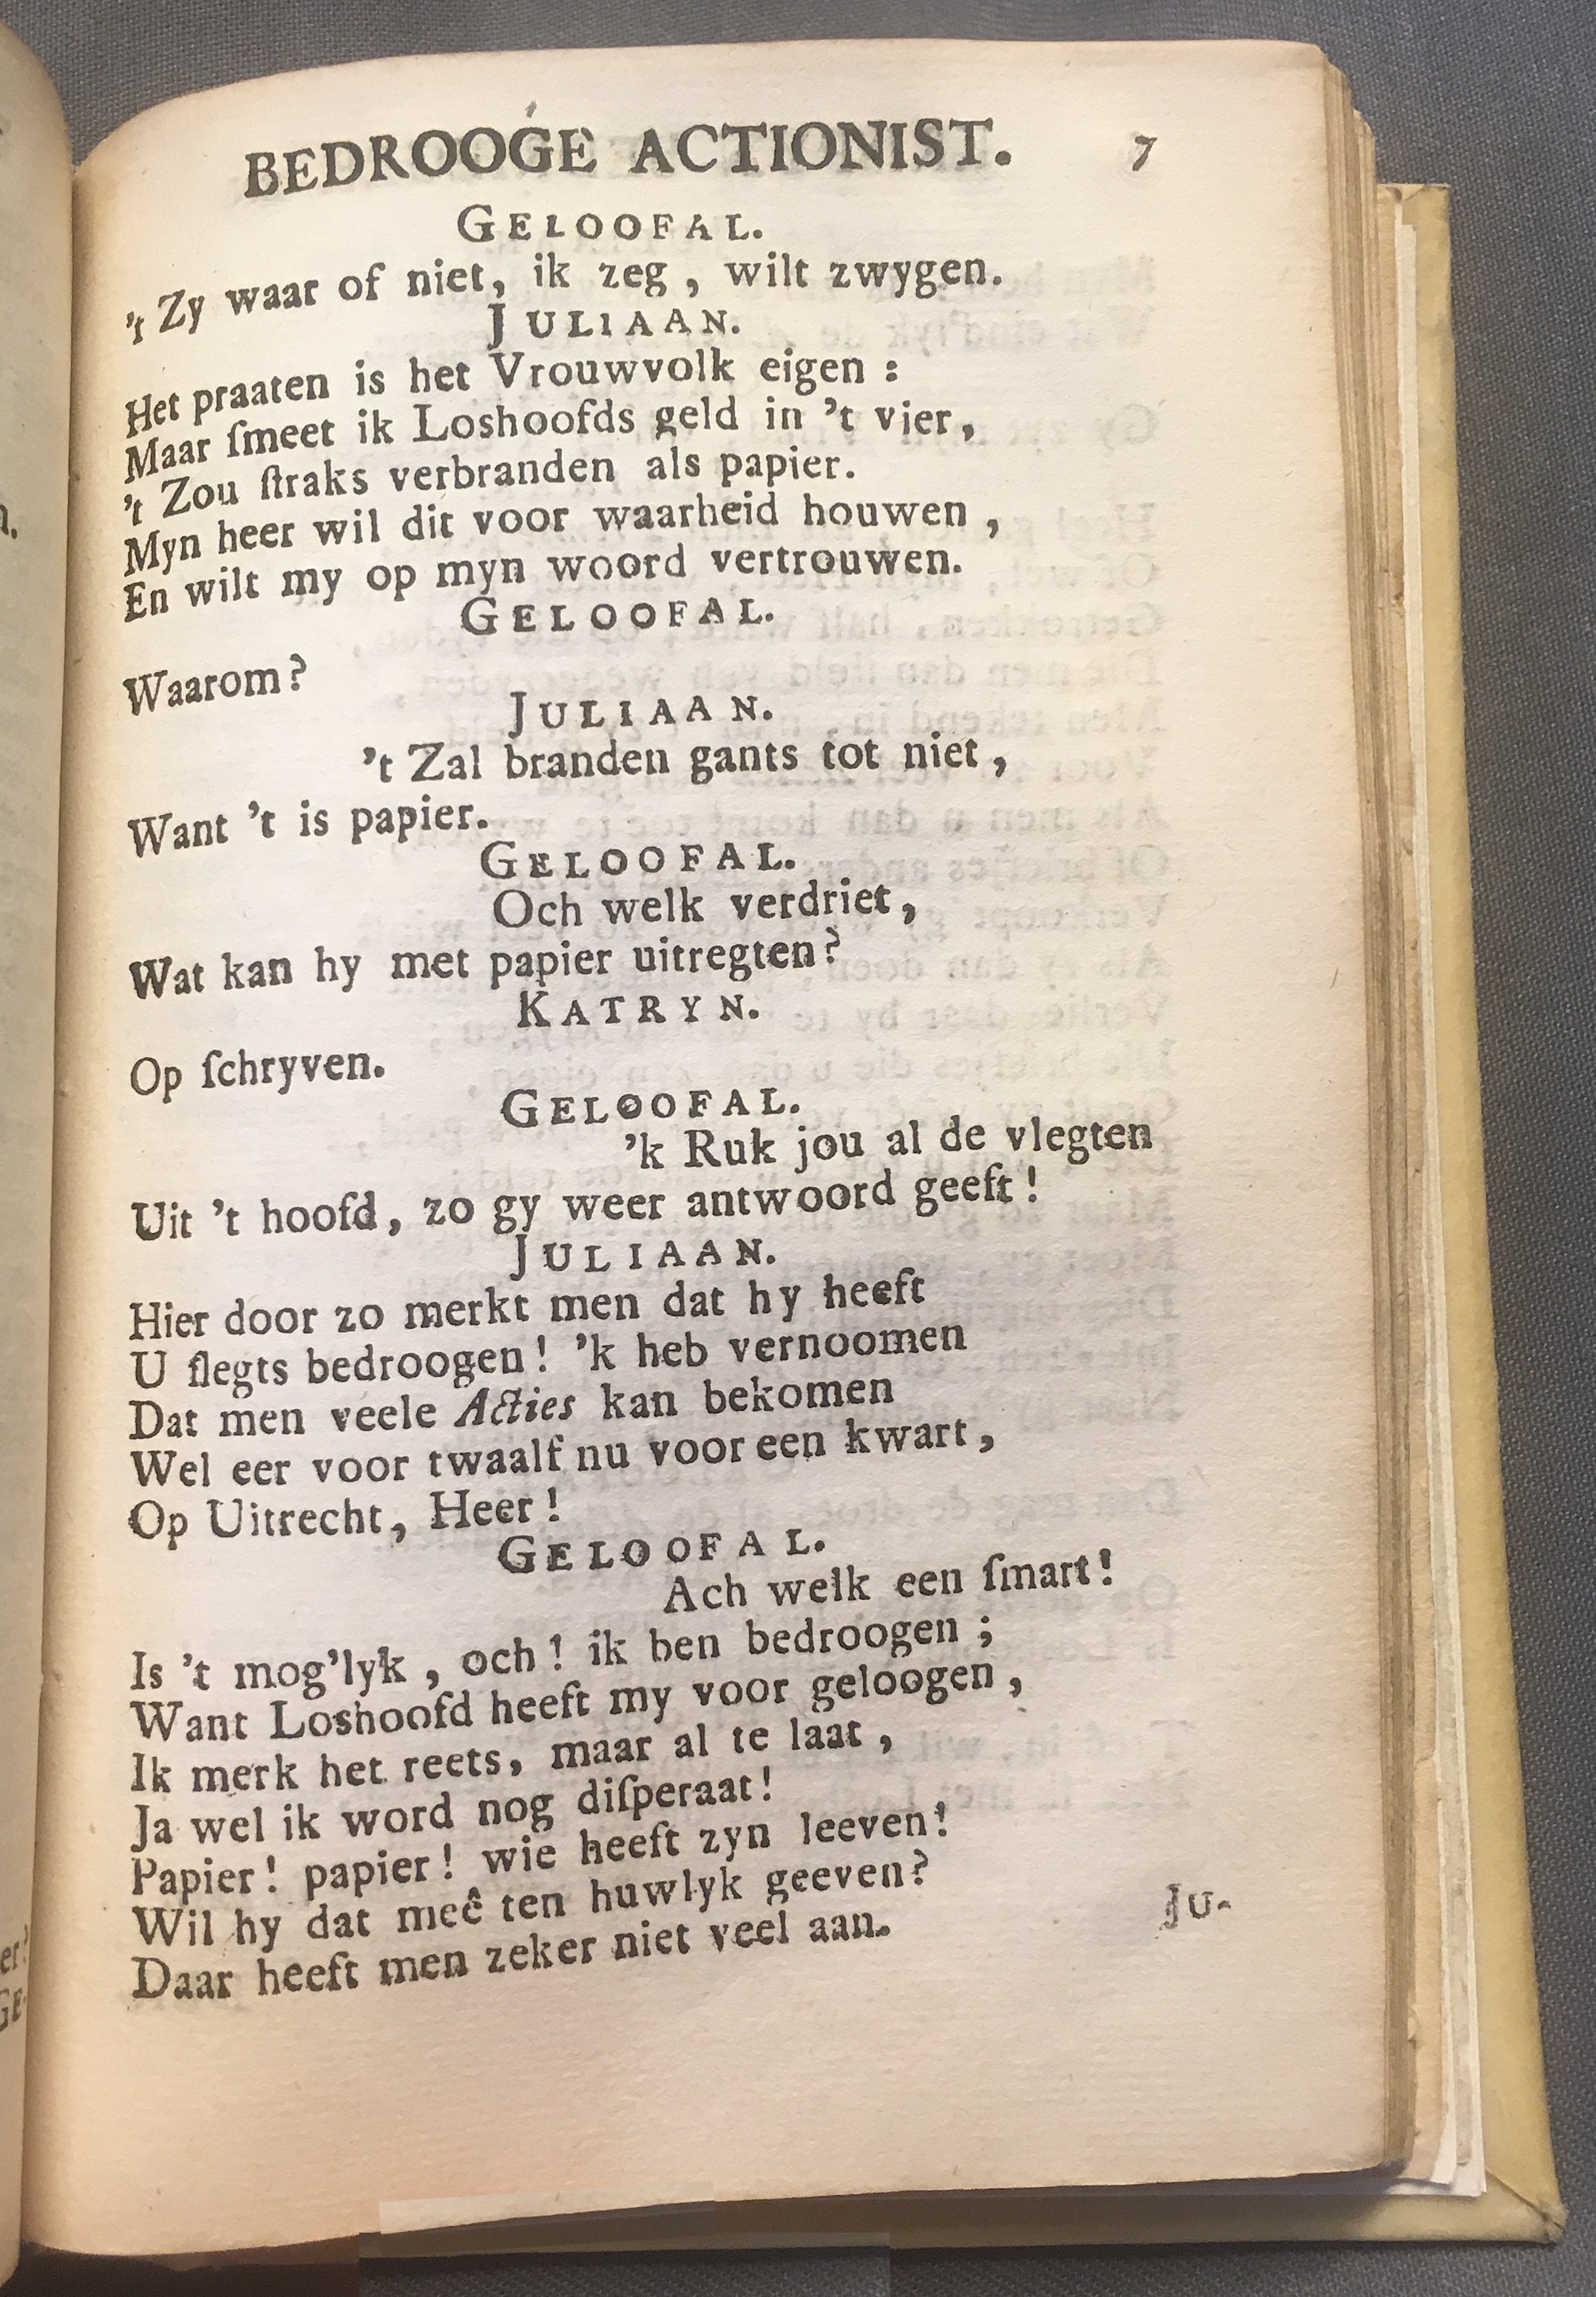 BEDROOGE ACTIONIST. 7
GELOOFAL.
't Zy waar of niet, ik zeg, wilt zwygen.
JULIAAN.
Het praaten is het Vrouwvolk eigen:
Maar ſmeet ik Loshoofds geld in 't vier,
't Zou ſtraks verbranden als papier.
Myn heer wil dit voor waarheid houwen,
En wilt my op myn woord vertrouwen.
GELOOFAL.
Waarom?
JULIAAN.
't Zal branden gants tot niet,
Want 't is papier.
GELOOFAL.
Och welk verdriet,
Wat kan hy met papier uitregten?
KATRYN.
Op ſchryven.
GELOOFAL.
'k Ruk jou al de vlegten
Uit 't hoofd, zo gy weer antwoord geeft!
JULIAAN.
Hier door zo merkt men dat hy heeft
U ſlegts bedroogen! 'k heb vernoomen
Dat men veele Acties kan bekomen
Wel eer voor twaalf nu voor een kwart,
Op Uitrecht, Heer!
GELOOFAL.
Ach welk een ſmart!
Is 't mog'lyk, och! ik ben bedroogen;
Want Loshoofd heeft my voor geloogen,
Ik merk het reets, maar al te laat,
Ja wel ik word nog diſperaat!
Papier! papier! wie heeft zyn leeven!
Wil hy dat meê ten huwlyk geeven?
Daar heeft men zeker niet veel aan.
JU-